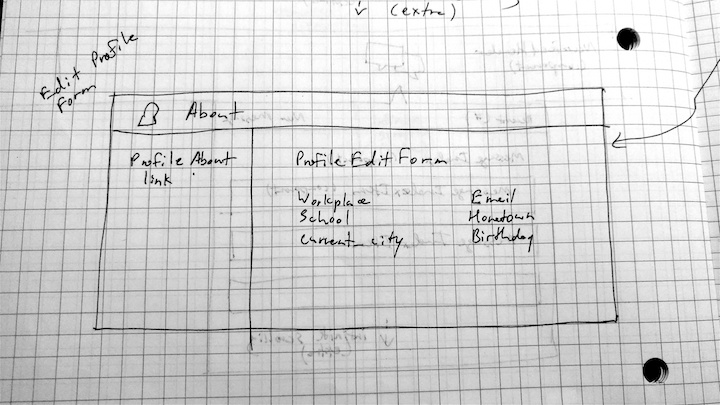 ↓ (extra)
Edit Profile
Form
About
Profile About
link
Profile Edit Form
Workplace Email
School Hometown
Current_city Birthday